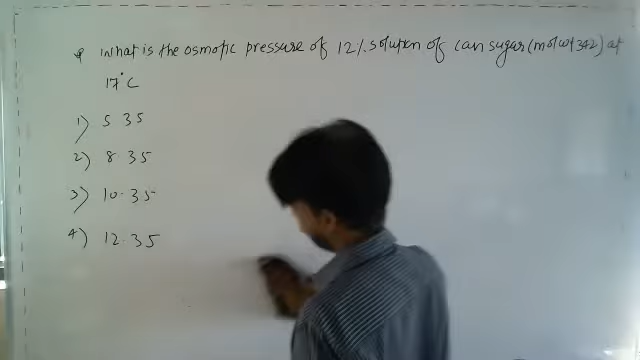 Q What is the osmotic pressure of 12%. solution of can sugar (mol wt 342) at
17°C
1) 5.35
2) 8.35
3) 10.35
4) 12.35